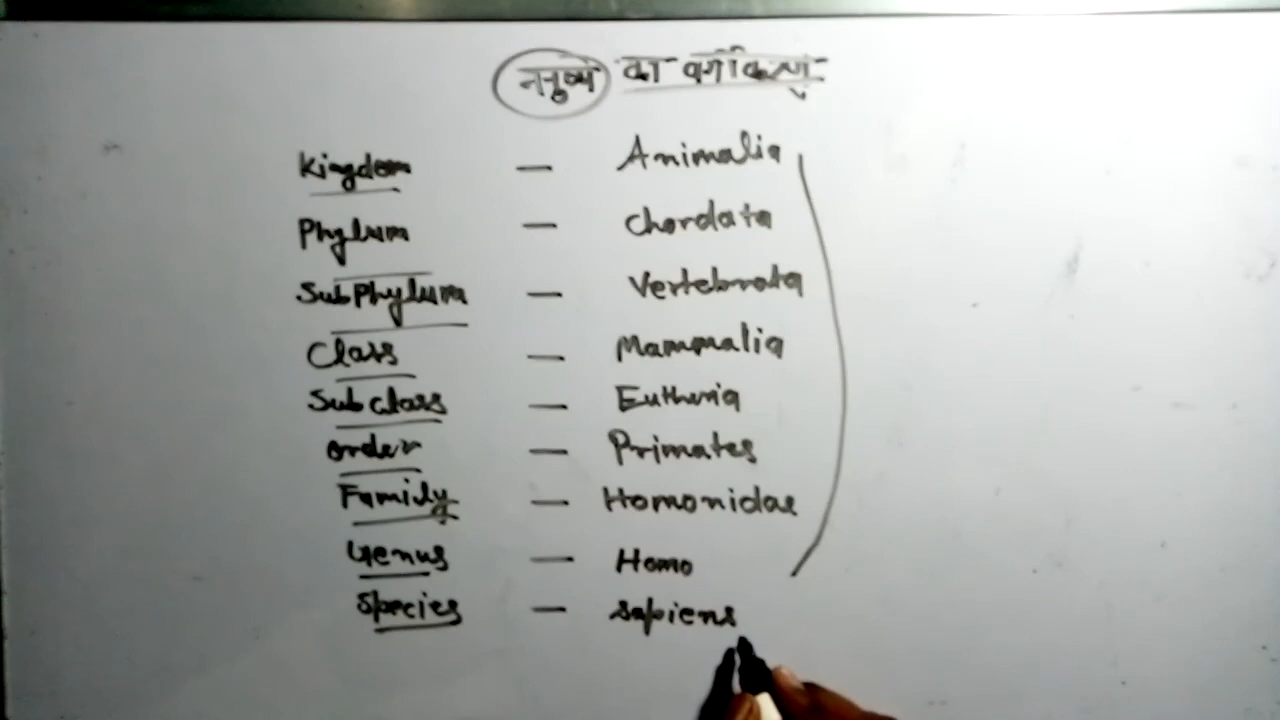 मनुष्य का वर्गीकरण
Kingdom — Animalia
Phylum — Chordata
SubPhylum — Vertebrata
Class — Mammalia
Subclass — Eutheria
order — Primates
Family — Homonidae
Genus — Homo
Species — sapiens